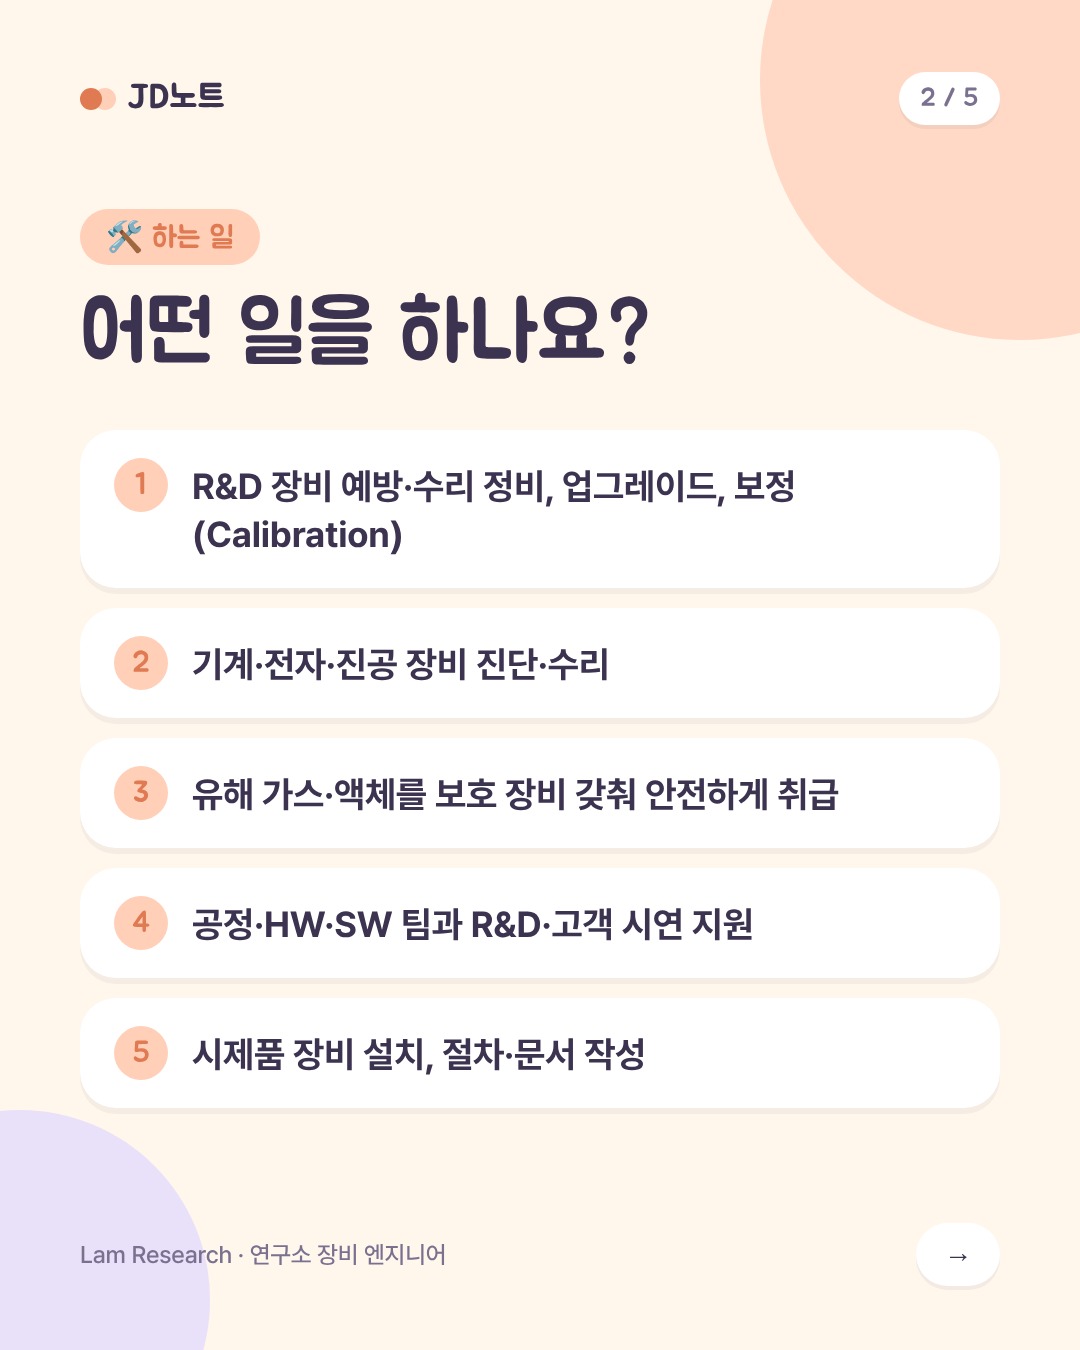 JD노트
2 / 5
🛠️ 하는 일
어떤 일을 하나요?
1
R&D 장비 예방·수리 정비, 업그레이드, 보정
(Calibration)
2
기계·전자·진공 장비 진단·수리
3
유해 가스·액체를 보호 장비 갖춰 안전하게 취급
4
공정·HW·SW 팀과 R&D·고객 시연 지원
5
시제품 장비 설치, 절차·문서 작성
Lam Research · 연구소 장비 엔지니어
→